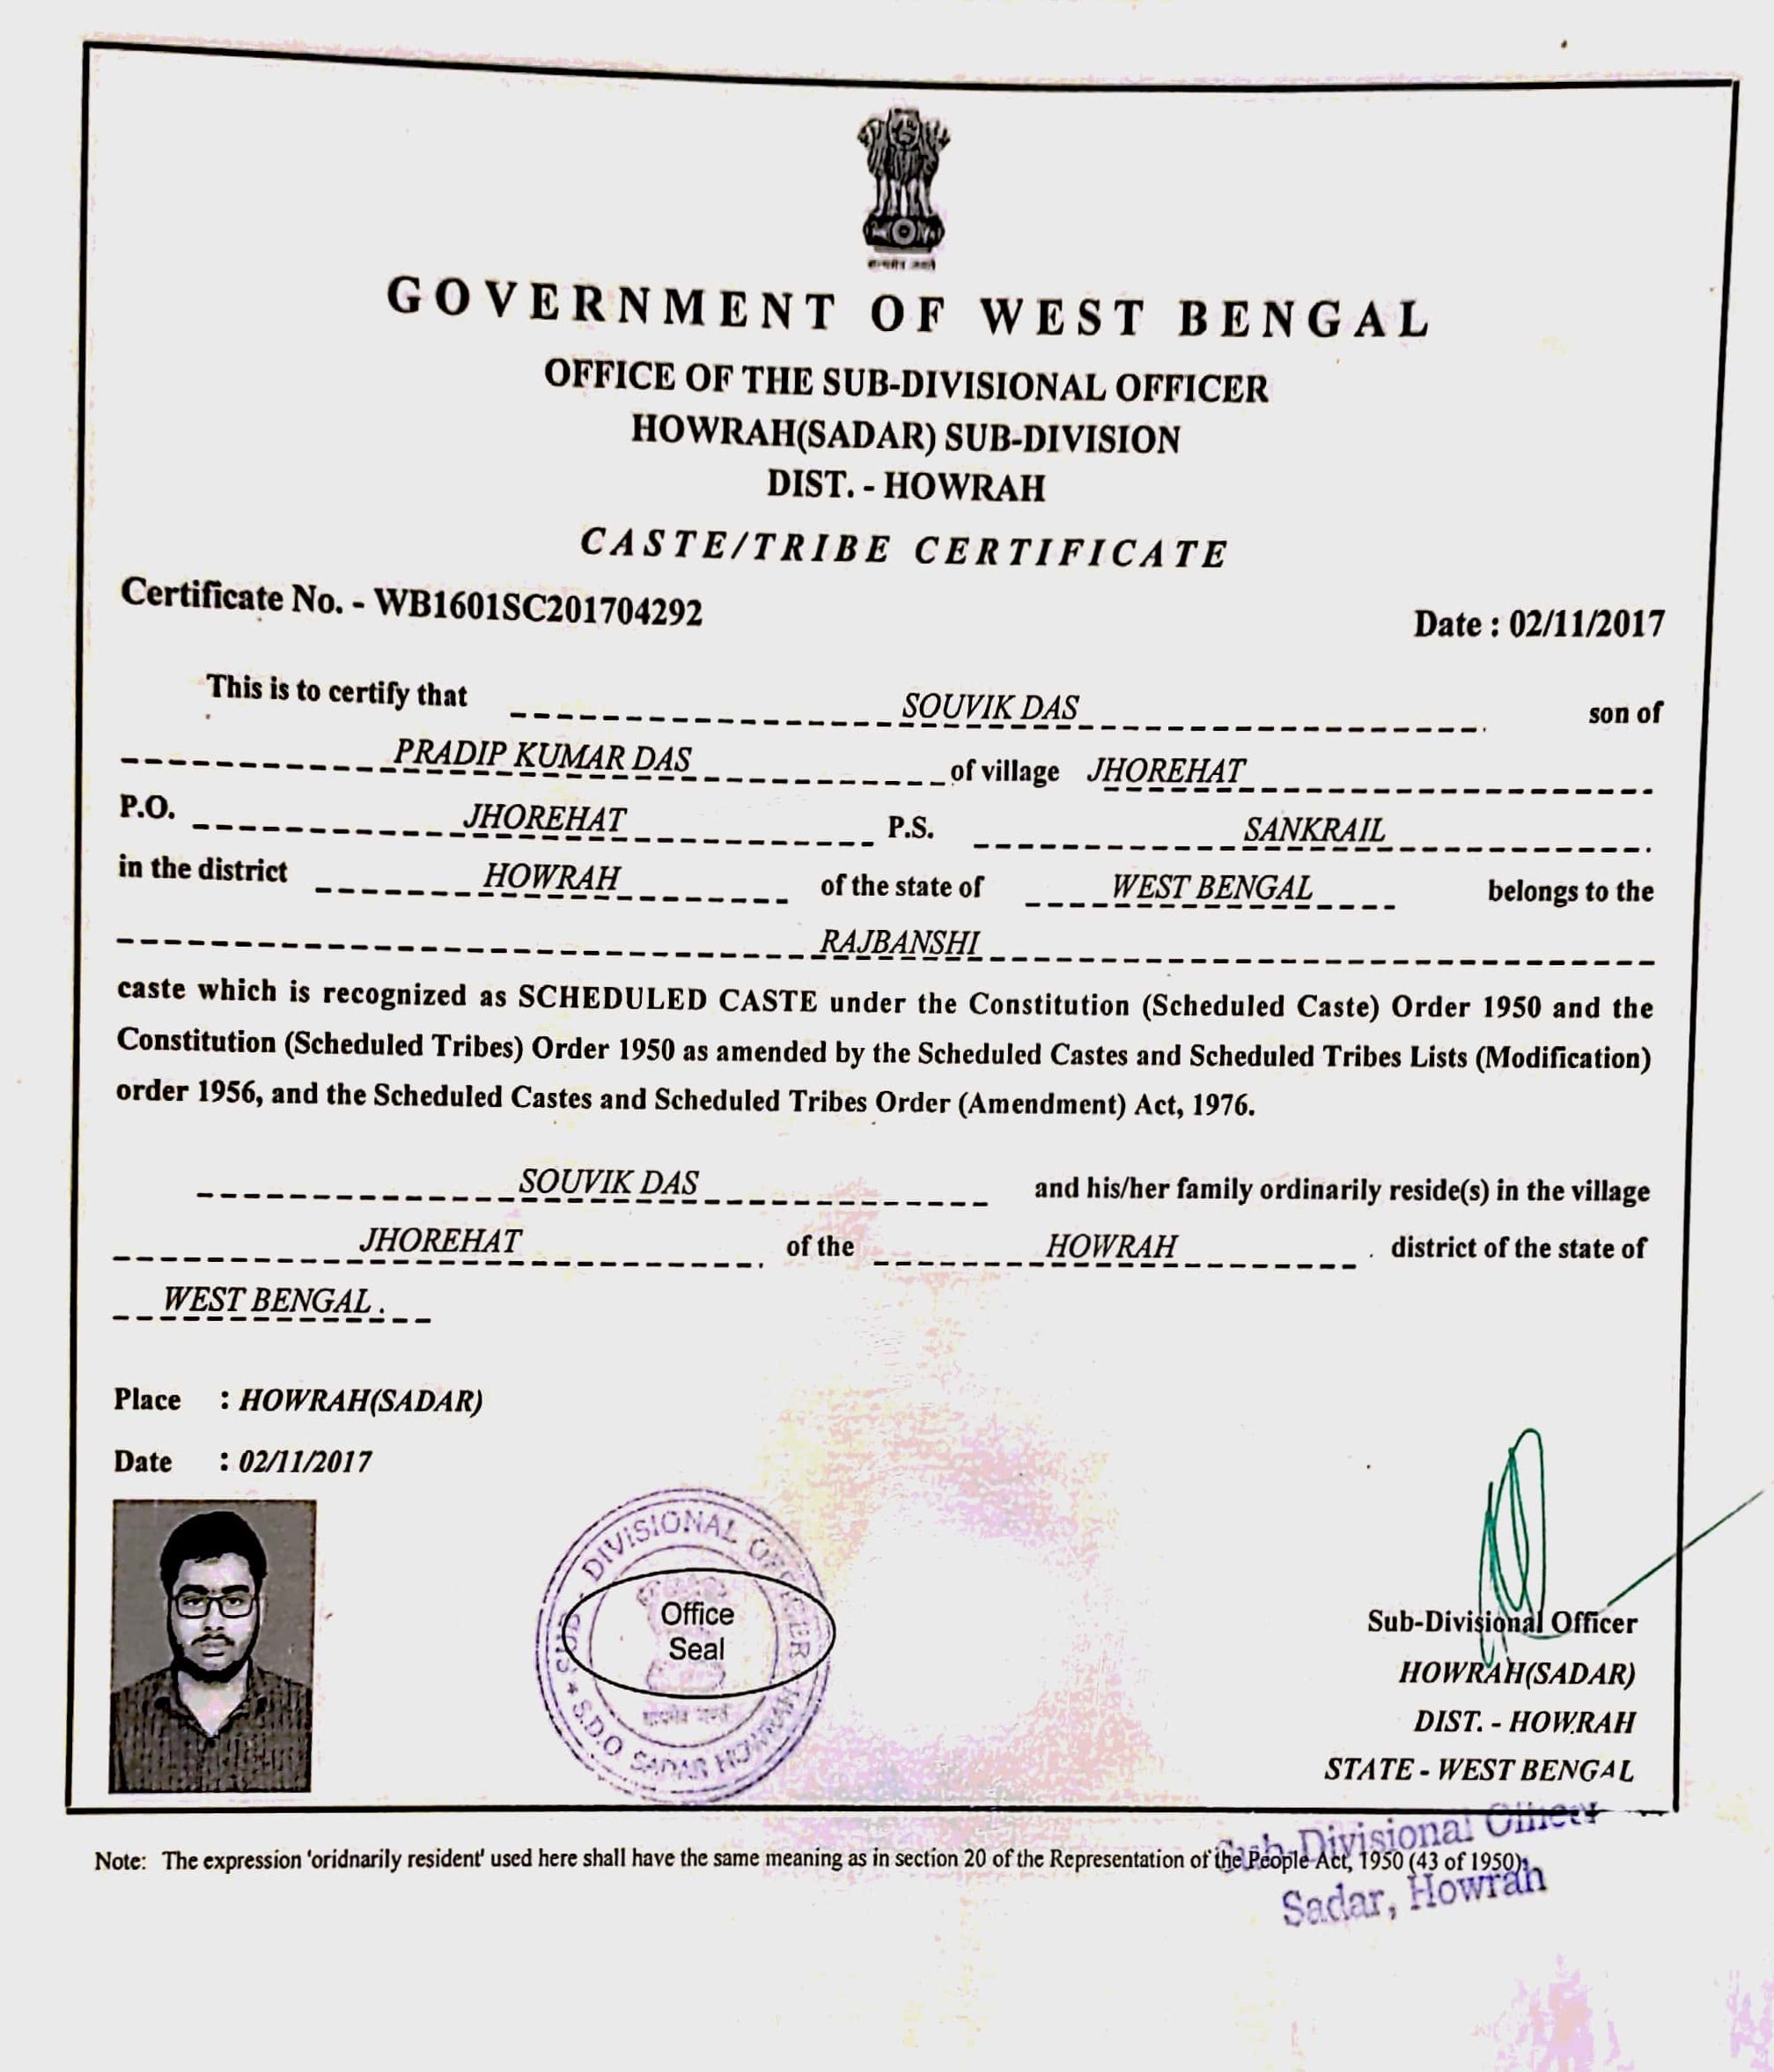 GOVERNMENT OF WEST BENGAL
OFFICE OF THE SUB-DIVISIONAL OFFICER
HOWRAH(SADAR) SUB-DIVISION
DIST. - HOWRAH
CASTE/TRIBE CERTIFICATE
Certificate No. - WB1601SC201704292 Date : 02/11/2017
This is to certify that SOUVIK DAS son of
PRADIP KUMAR DAS of village JHOREHAT
P.O. JHOREHAT P.S. SANKRAIL
in the district HOWRAH of the state of WEST BENGAL belongs to the
RAJBANSHI
caste which is recognized as SCHEDULED CASTE under the Constitution (Scheduled Caste) Order 1950 and the
Constitution (Scheduled Tribes) Order 1950 as amended by the Scheduled Castes and Scheduled Tribes Lists (Modification)
order 1956, and the Scheduled Castes and Scheduled Tribes Order (Amendment) Act, 1976.
SOUVIK DAS and his/her family ordinarily reside(s) in the village
JHOREHAT of the HOWRAH district of the state of
WEST BENGAL .
Place : HOWRAH(SADAR)
Date : 02/11/2017
SUB - DIVISIONAL OFFICER
Office
Seal
S.D.O SADAR HOWRAH
Sub-Divisional Officer
HOWRAH(SADAR)
DIST. - HOWRAH
STATE - WEST BENGAL
Sub-Divisional Officer
Note: The expression 'oridnarily resident' used here shall have the same meaning as in section 20 of the Representation of the People Act, 1950 (43 of 1950).
Sadar, Howrah